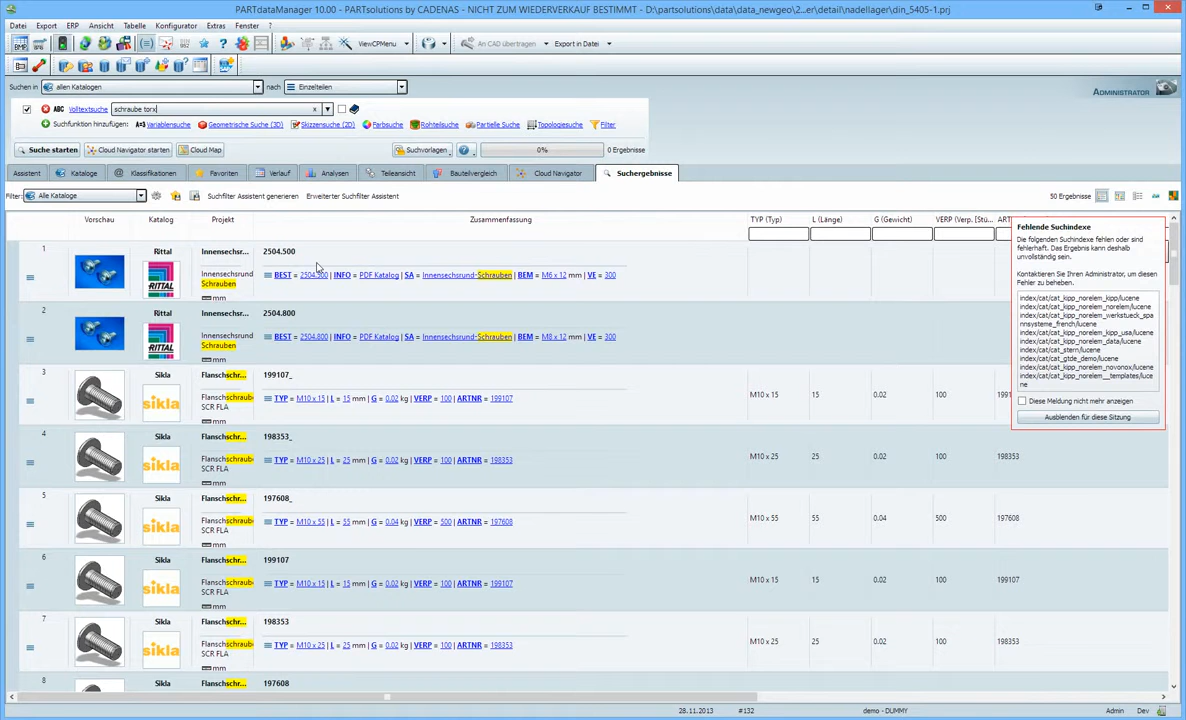 PARTdataManager 10.00 - PARTsolutions by CADENAS - NICHT ZUM WIEDERVERKAUF BESTIMMT - D:\partsolutions\data\data_newgeo\2...er\detail\nadellager\din_5405-1.prj
Datei Export ERP Ansicht Tabelle Konfigurator Extras Fenster ?
ViewCPMenu An CAD übertragen Export in Datei
Suchen in allen Katalogen nach Einzelteilen
ADMINISTRATOR
ABC Volltextsuche schraube torx x
Suchfunktion hinzufügen: Variablensuche Geometrische Suche (3D) Skizzensuche (2D) Farbsuche Rohteilsuche Partielle Suche Topologiesuche Filter
Suche starten Cloud Navigator starten Cloud Map Suchvorlagen 0% 0 Ergebnisse
Assistent Kataloge Klassifikationen Favoriten Verlauf Analysen Teileansicht Bauteilvergleich Cloud Navigator Suchergebnisse
Filter: Alle Kataloge Suchfilter Assistent generieren Erweiterter Suchfilter Assistent 50 Ergebnisse
Vorschau Katalog Projekt Zusammenfassung TYP (Typ) L (Länge) G (Gewicht) VERP (Verp. [Stü... ART
1 Rittal Innensechsr... 2504.500
RITTAL Innensechsrund Schrauben mm
BEST = 2504.500 | INFO = PDF Katalog | SA = Innensechsrund-Schrauben | BEM = M6 x 12 mm | VE = 300
2 Rittal Innensechsr... 2504.800
RITTAL Innensechsrund Schrauben mm
BEST = 2504.800 | INFO = PDF Katalog | SA = Innensechsrund-Schrauben | BEM = M8 x 12 mm | VE = 300
3 Sikla Flanschschr... 199107_
sikla Flanschschraube SCR FLA mm
TYP = M10 x 15 | L = 15 mm | G = 0.02 kg | VERP = 100 | ARTNR = 199107
M10 x 15 15 0.02 100 1991
4 Sikla Flanschschr... 198353_
sikla Flanschschraube SCR FLA mm
TYP = M10 x 25 | L = 25 mm | G = 0.02 kg | VERP = 100 | ARTNR = 198353
M10 x 25 25 0.02 100 198353
5 Sikla Flanschschr... 197608_
sikla Flanschschraube SCR FLA mm
TYP = M10 x 55 | L = 55 mm | G = 0.04 kg | VERP = 500 | ARTNR = 197608
M10 x 55 55 0.04 500 197608
6 Sikla Flanschschr... 199107
sikla Flanschschraube SCR FLA mm
TYP = M10 x 15 | L = 15 mm | G = 0.02 kg | VERP = 100 | ARTNR = 199107
M10 x 15 15 0.02 100 199107
7 Sikla Flanschschr... 198353
sikla Flanschschraube SCR FLA mm
TYP = M10 x 25 | L = 25 mm | G = 0.02 kg | VERP = 100 | ARTNR = 198353
M10 x 25 25 0.02 100 198353
8 Sikla Flanschschr... 197608
Fehlende Suchindexe
Die folgenden Suchindexe fehlen oder sind
fehlerhaft. Das Ergebnis kann deshalb
unvollständig sein.
Kontaktieren Sie Ihren Administrator, um diesen
Fehler zu beheben.
index/cat/cat_kipp_norelem_kipp/lucene
index/cat/cat_kipp_norelem_norelem/lucene
index/cat/cat_kipp_norelem_werkstueck_spa
nnsysteme_french/lucene
index/cat/cat_kipp_norelem_kipp_usa/lucene
index/cat/cat_kipp_norelem_data/lucene
index/cat/cat_stern/lucene
index/cat/cat_gtde_demo/lucene
index/cat/cat_kipp_norelem_novonox/lucene
index/cat/cat_kipp_norelem__templates/luce
ne
Diese Meldung nicht mehr anzeigen
Ausblenden für diese Sitzung
28.11.2013 #132 demo - DUMMY Admin Dev